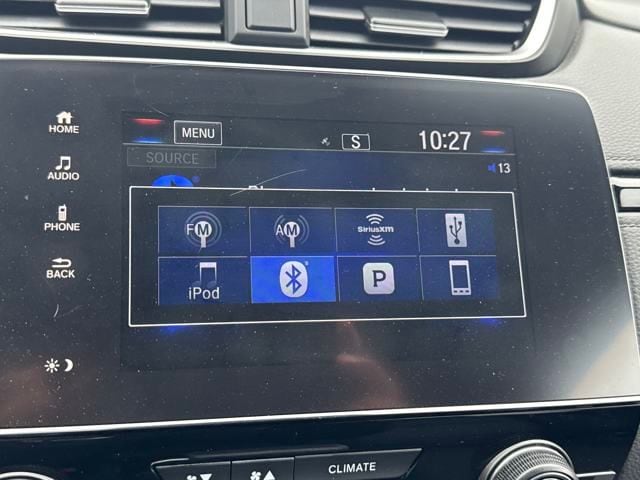 HOME
AUDIO
PHONE
BACK
MENU
S
10:27
SOURCE
13
FM
AM
SiriusXM
iPod
P
CLIMATE